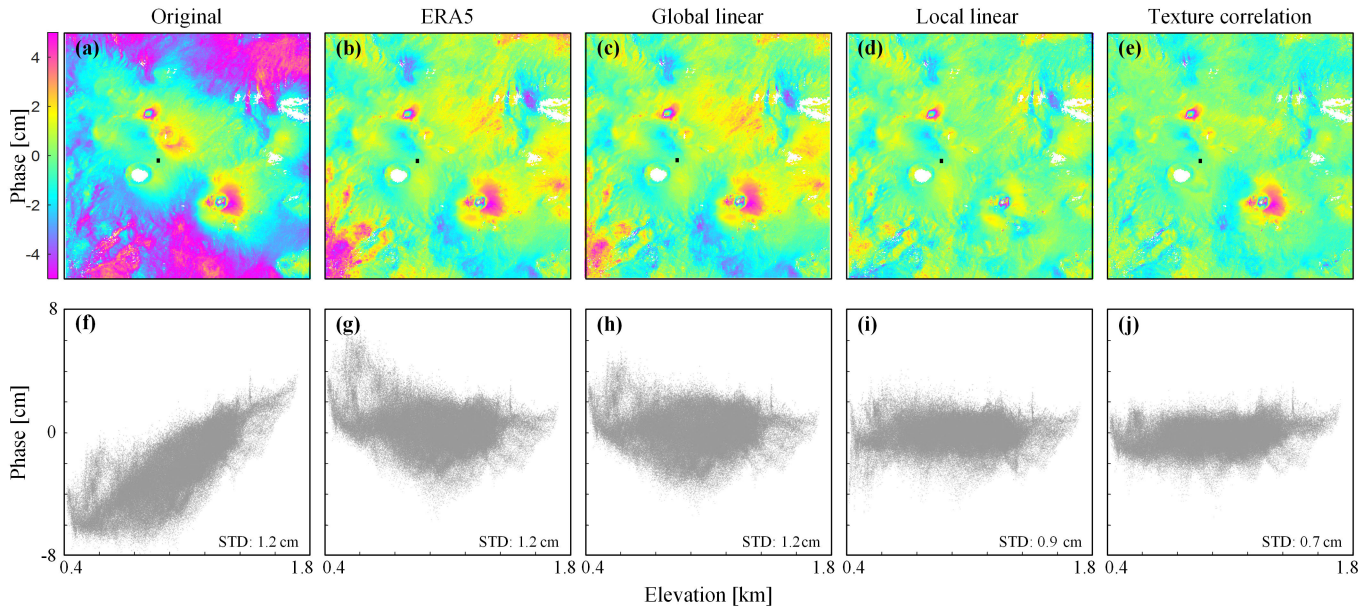 Original ERA5 Global linear Local linear Texture correlation
(a) (b) (c) (d) (e)
4
2
0
-2
-4
Phase [cm]
(f) (g) (h) (i) (j)
8
0
-8
Phase [cm]
STD: 1.2 cm STD: 1.2 cm STD: 1.2 cm STD: 0.9 cm STD: 0.7 cm
0.4 1.8 0.4 1.8 0.4 1.8 0.4 1.8 0.4 1.8
Elevation [km]